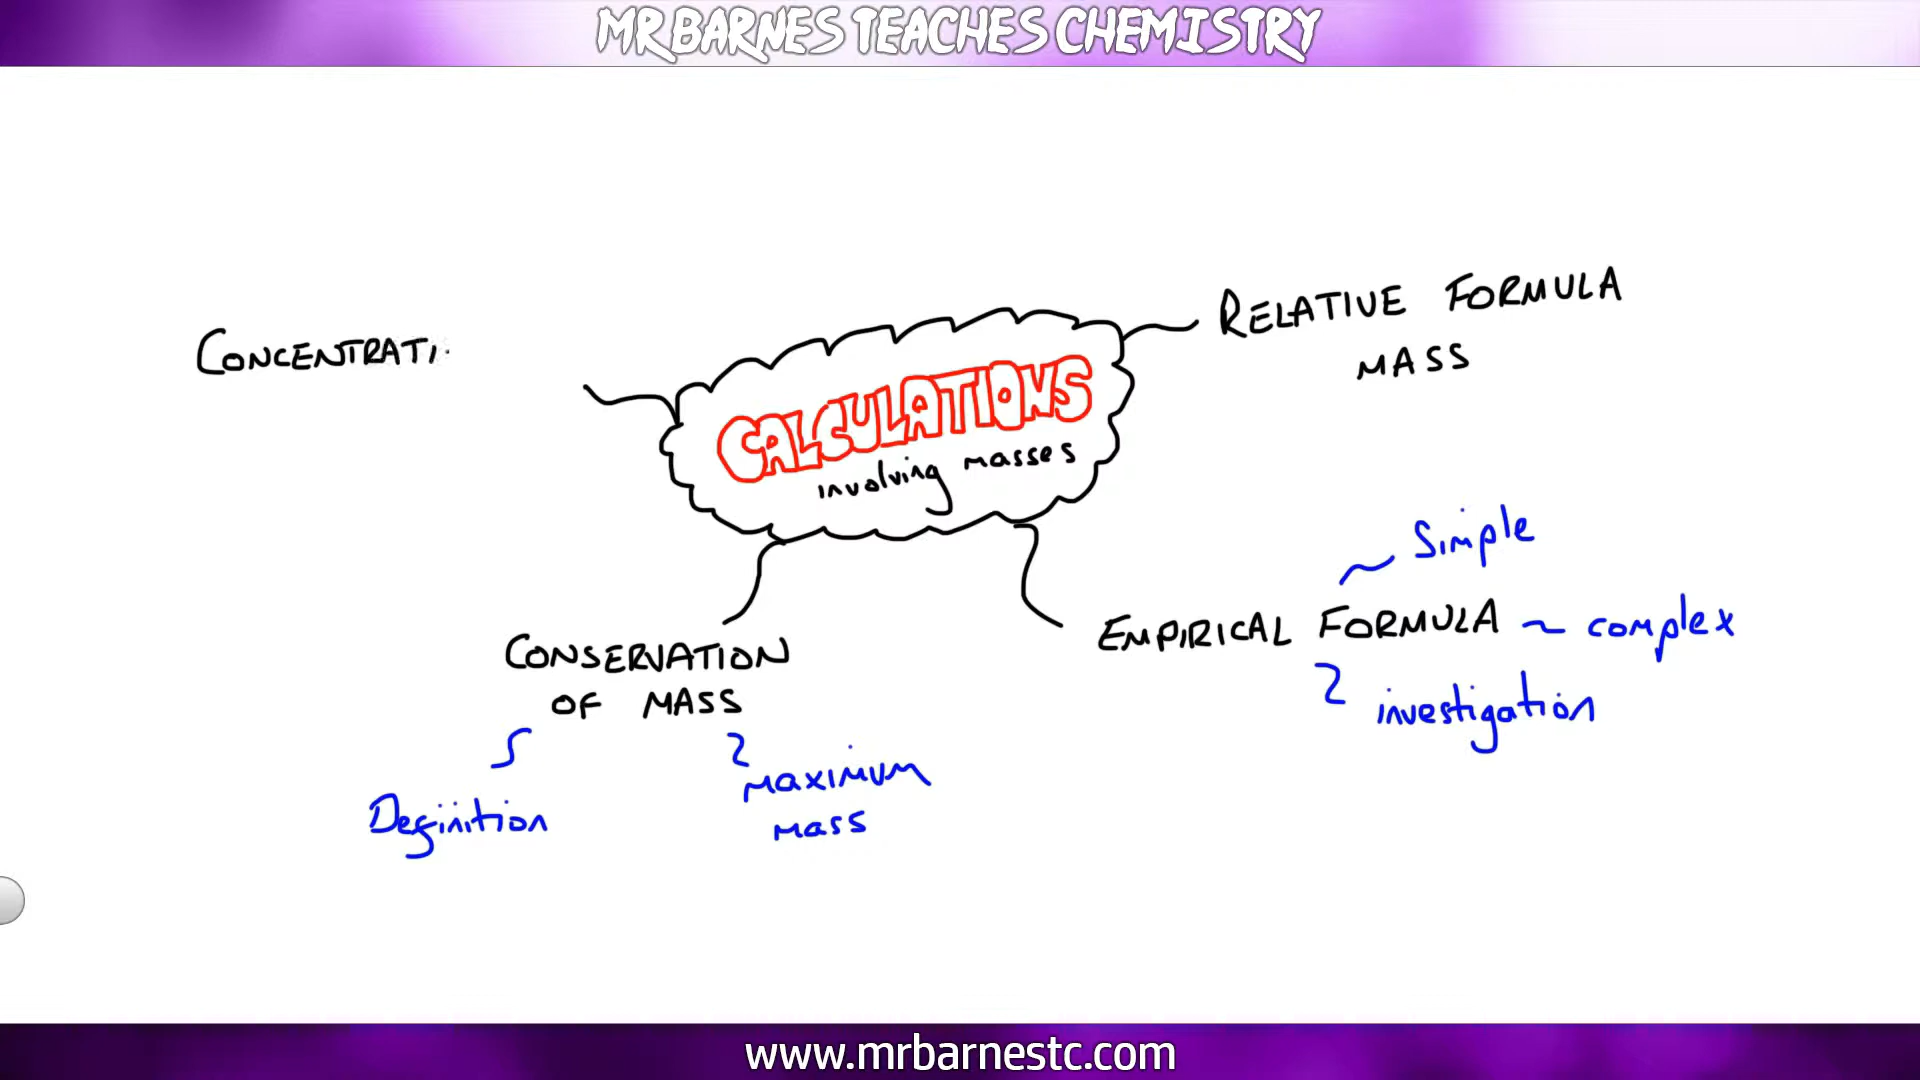 MR BARNES TEACHES CHEMISTRY
CONCENTRATI
RELATIVE FORMULA
MASS
CALCULATIONS
involving masses
Simple
EMPIRICAL FORMULA
complex
investigation
CONSERVATION
OF MASS
Definition
maximum
mass
www.mrbarnestc.com